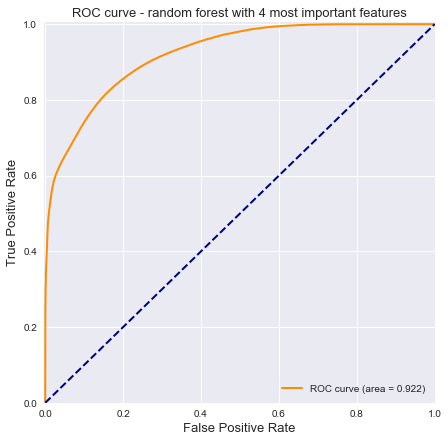 ROC curve - random forest with 4 most important features
1.0
0.8
0.6
0.4
0.2
0.0
True Positive Rate
ROC curve (area = 0.922)
0.0 0.2 0.4 0.6 0.8 1.0
False Positive Rate